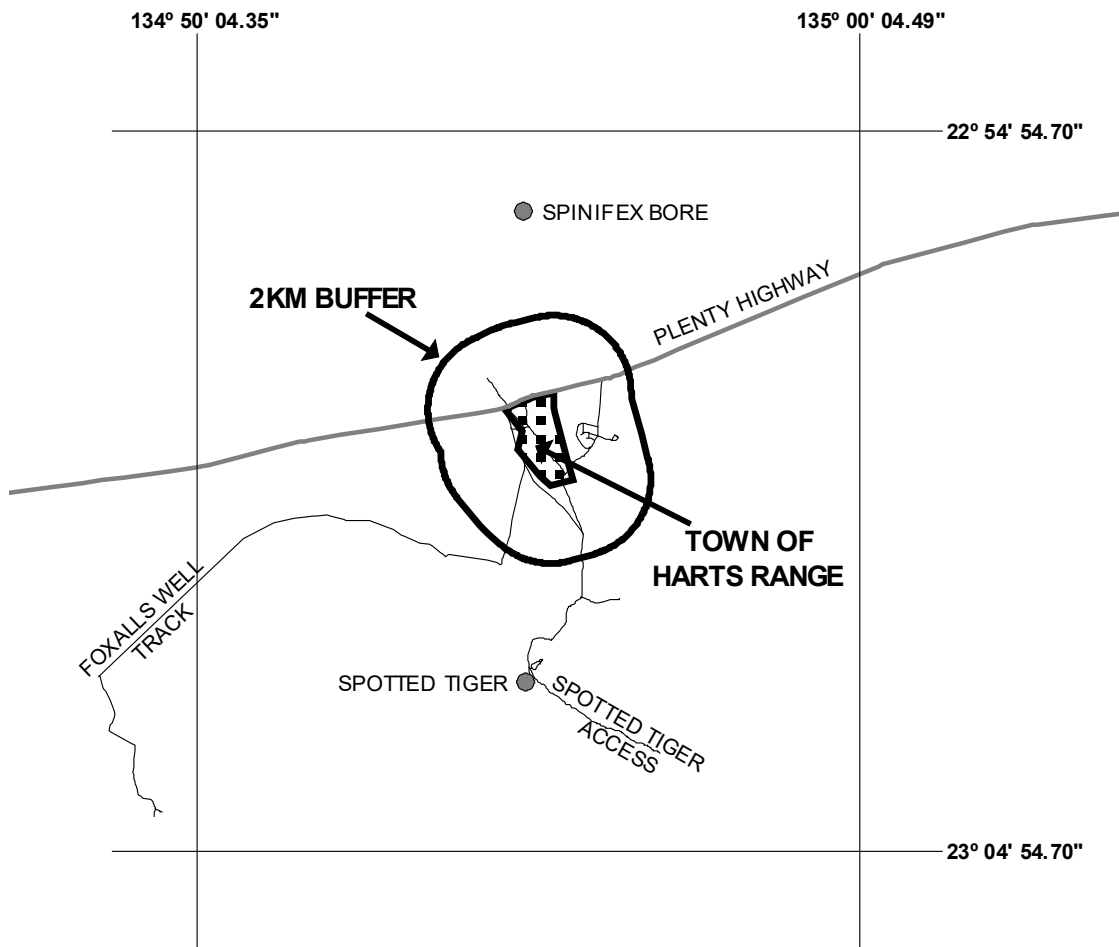 134º 50' 04.35"
135º 00' 04.49"
22º 54' 54.70"
SPINIFEX BORE
2KM BUFFER
PLENTY HIGHWAY
TOWN OF
HARTS RANGE
FOXALLS WELL
TRACK
SPOTTED TIGER
SPOTTED TIGER
ACCESS
23º 04' 54.70"